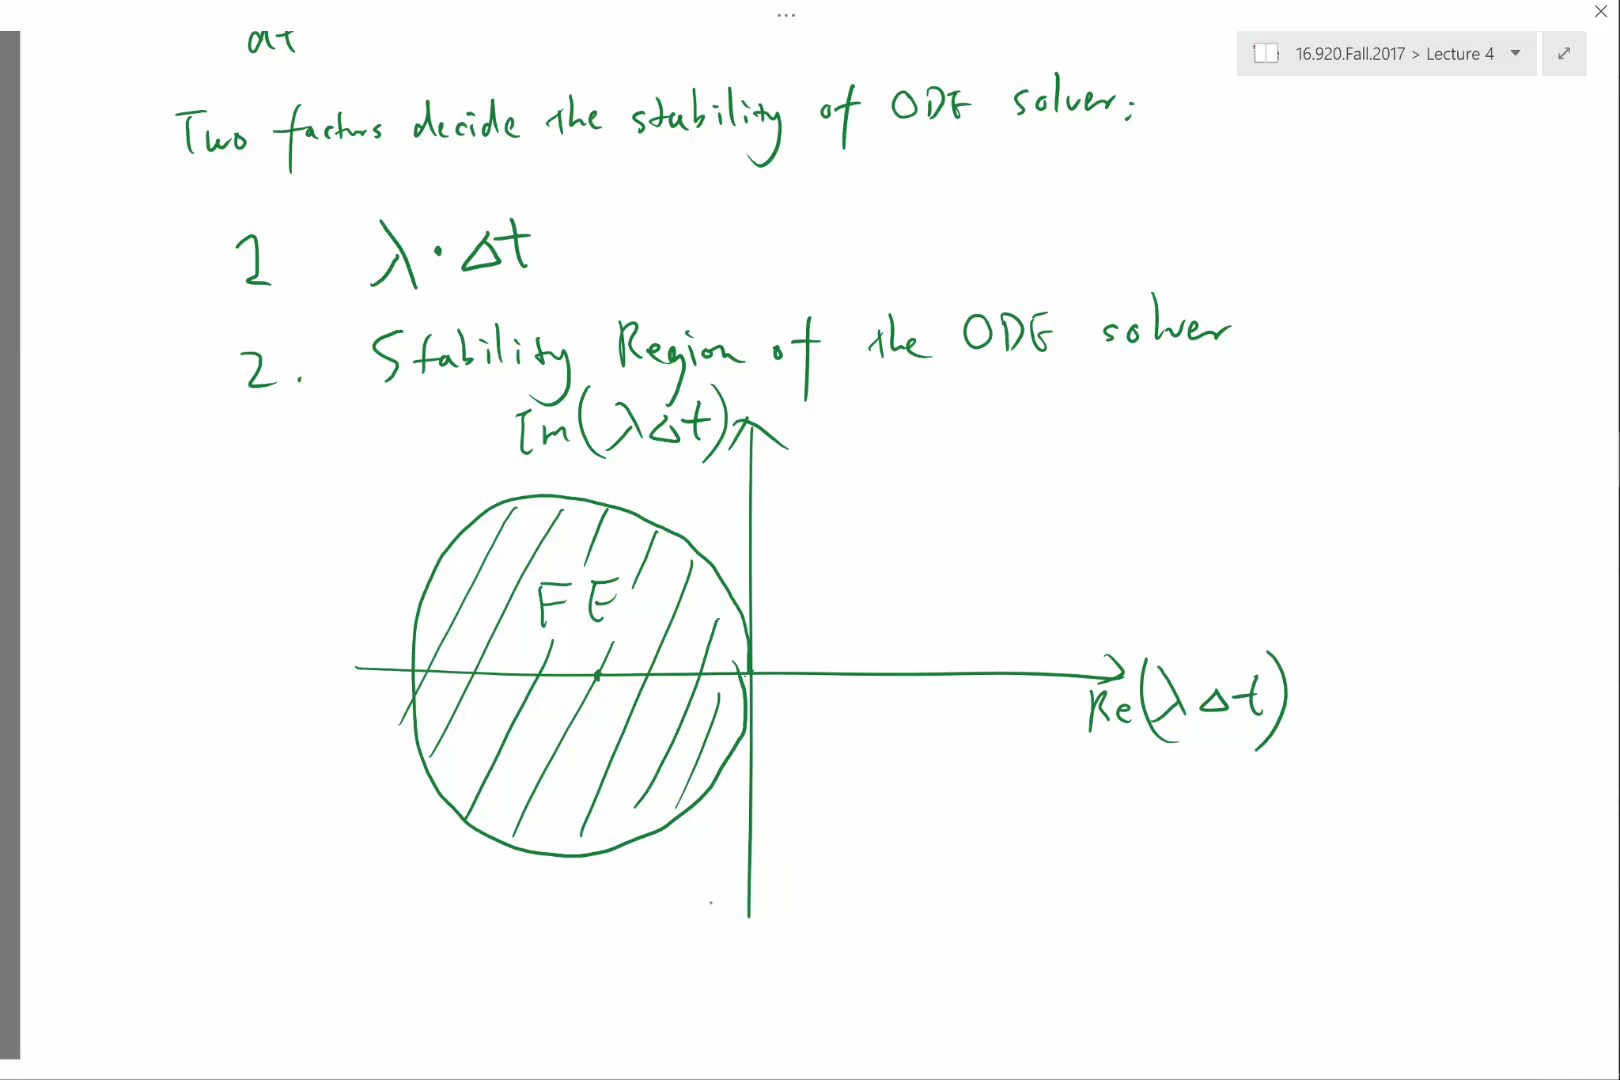 16.920.Fall.2017 > Lecture 4
Two factors decide the stability of ODE solver:
1 λ·Δt
2. Stability Region of the ODE solver
Im(λΔt)
FE
Re(λΔt)